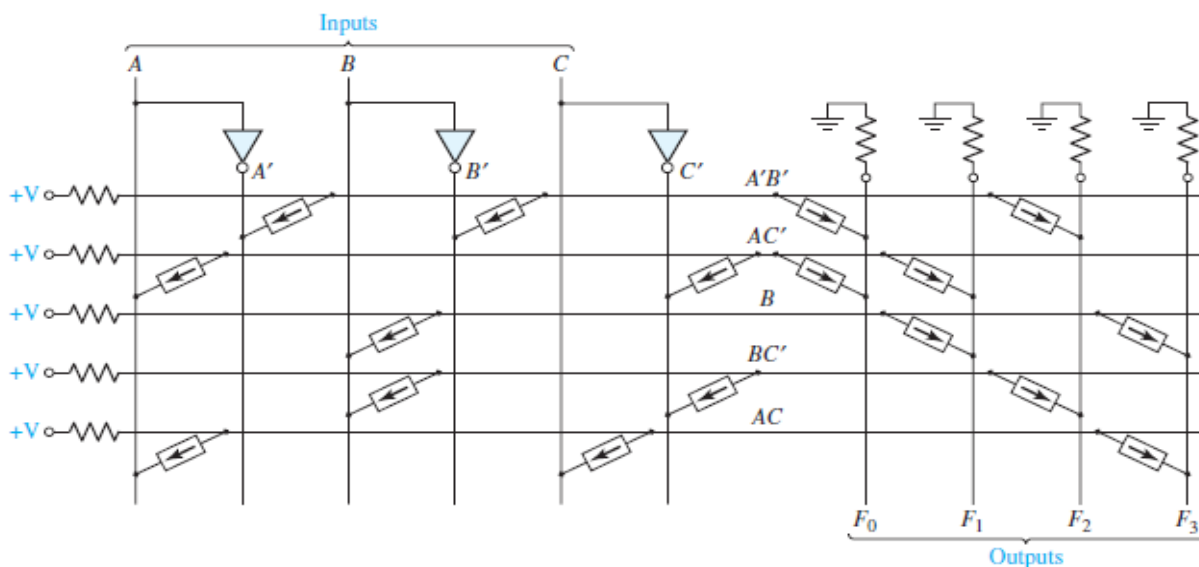 Inputs
A B C
A′ B′ C′
+V A′B′
+V AC′
+V B
+V BC′
+V AC
F0 F1 F2 F3
Outputs